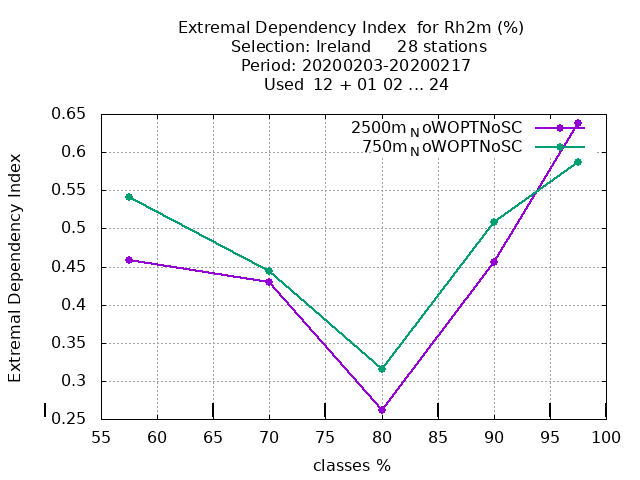 Extremal Dependency Index  for Rh2m (%)
Selection: Ireland     28 stations
Period: 20200203-20200217
Used  12 + 01 02 ... 24
2500m_NoWOPTNoSC
750m_NoWOPTNoSC
Extremal Dependency Index
0.65
0.6
0.55
0.5
0.45
0.4
0.35
0.3
0.25
55 60 65 70 75 80 85 90 95 100
classes %